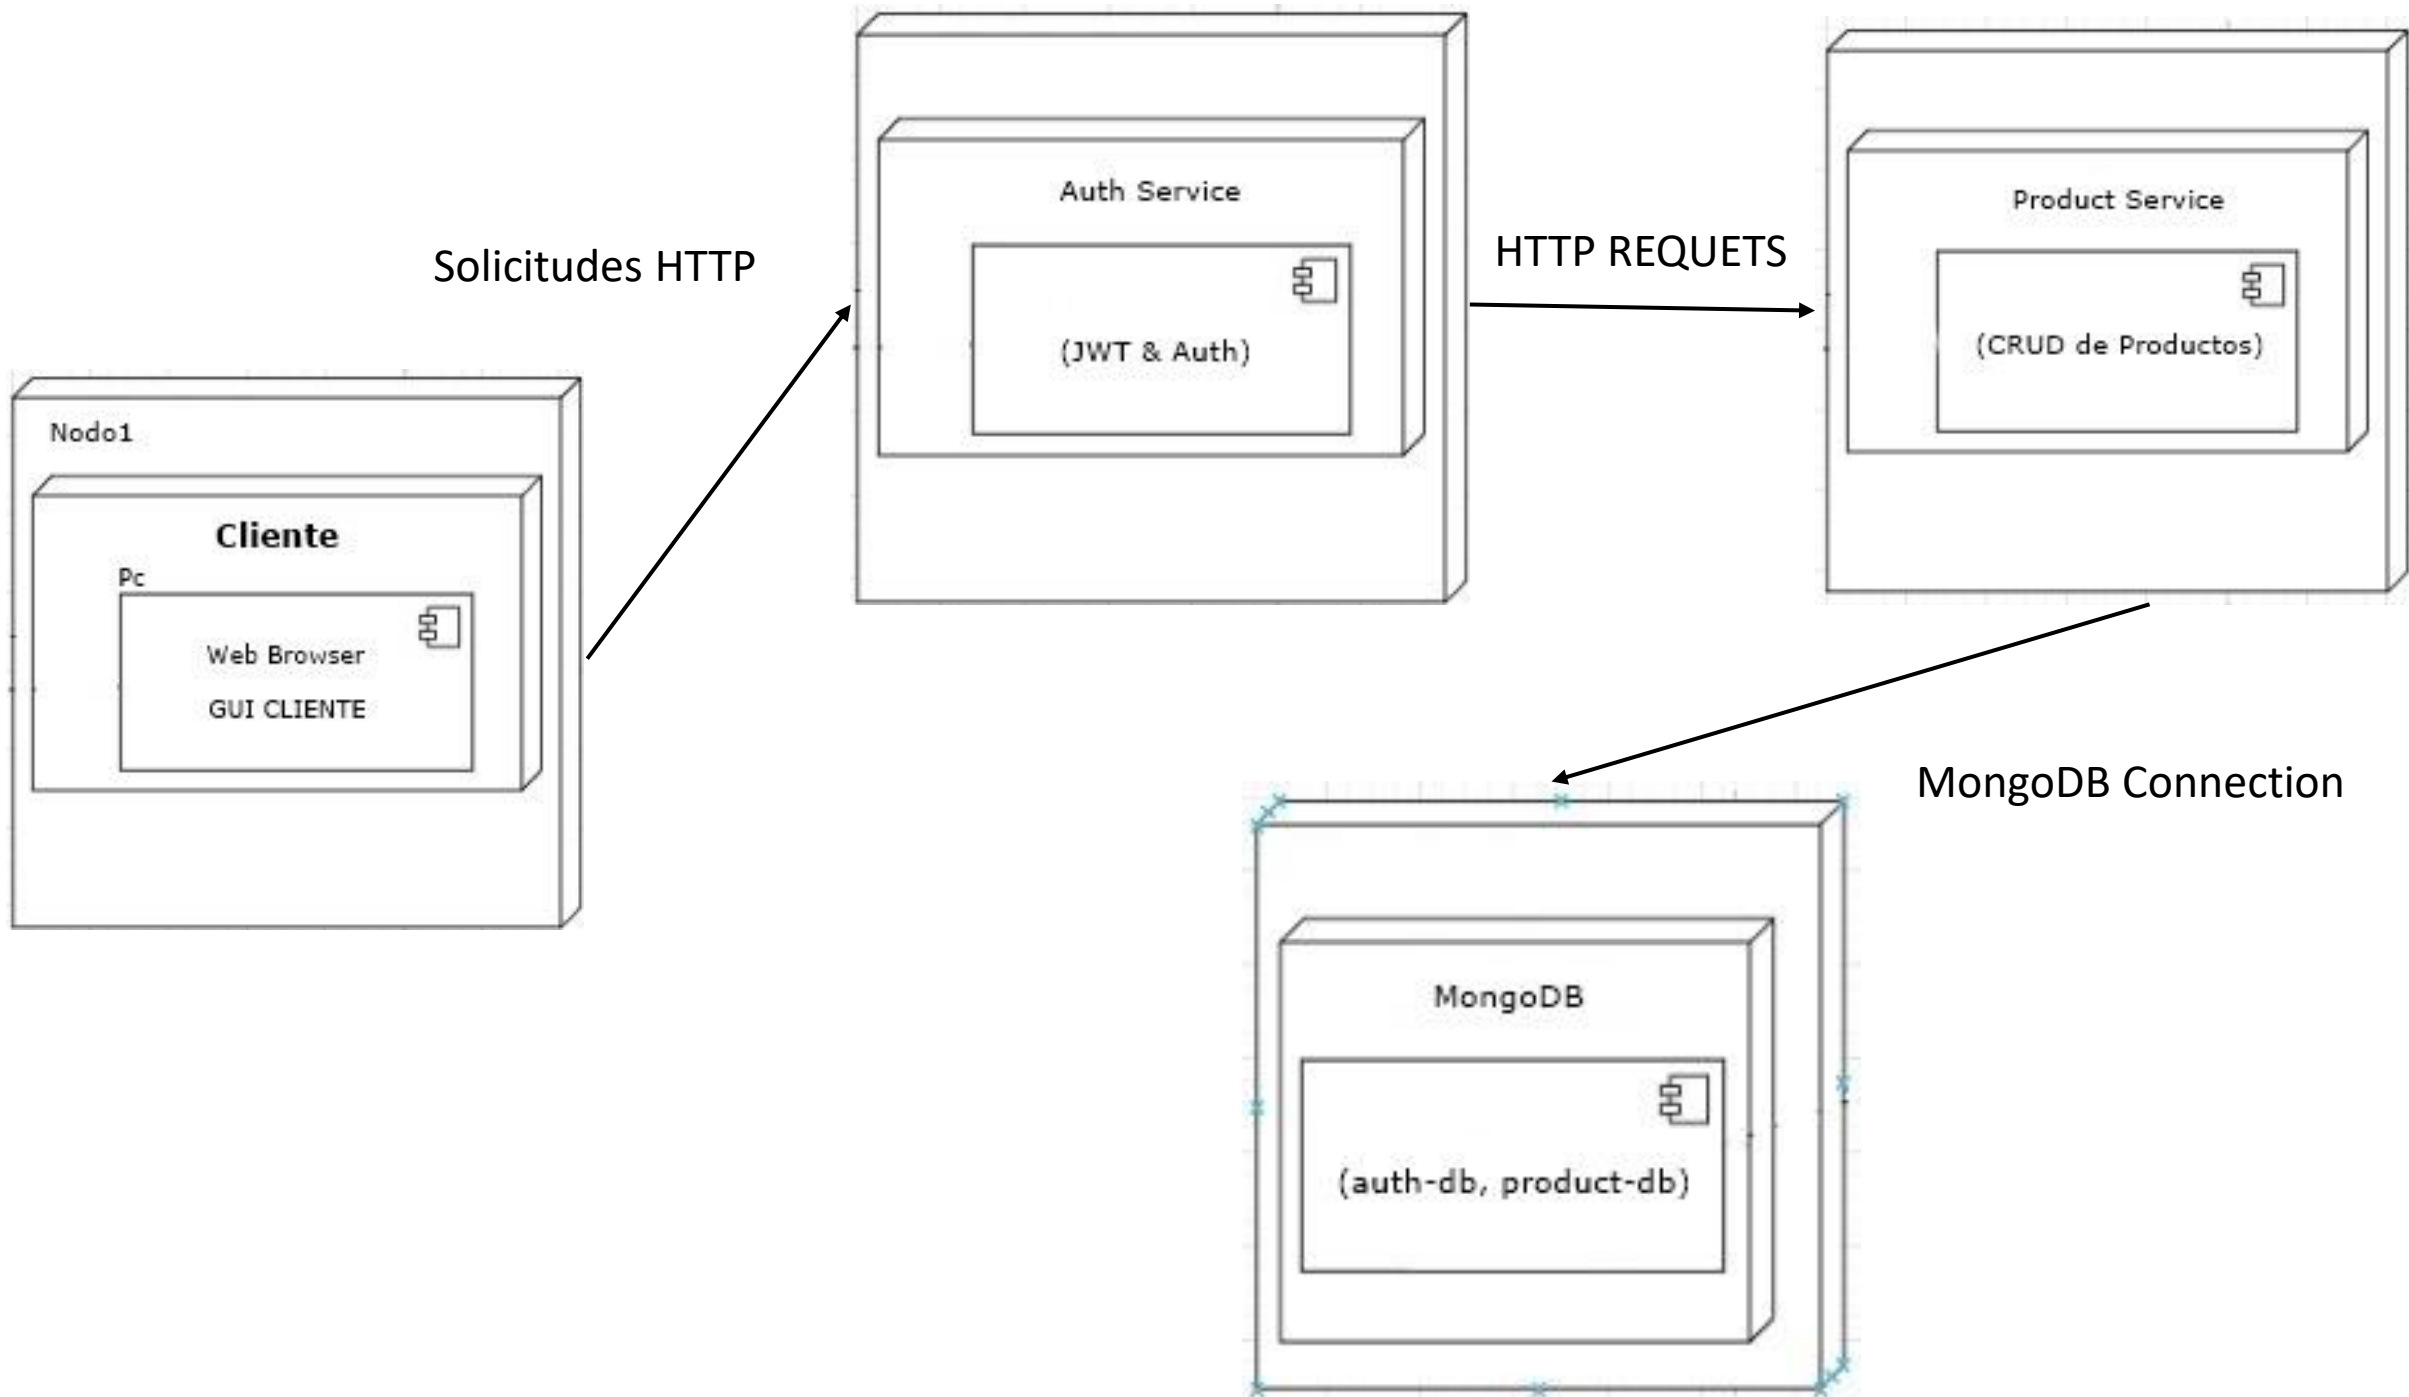 Nodo1
Cliente
Pc
Web Browser
GUI CLIENTE
Solicitudes HTTP
Auth Service
(JWT & Auth)
HTTP REQUETS
Product Service
(CRUD de Productos)
MongoDB Connection
MongoDB
(auth-db, product-db)